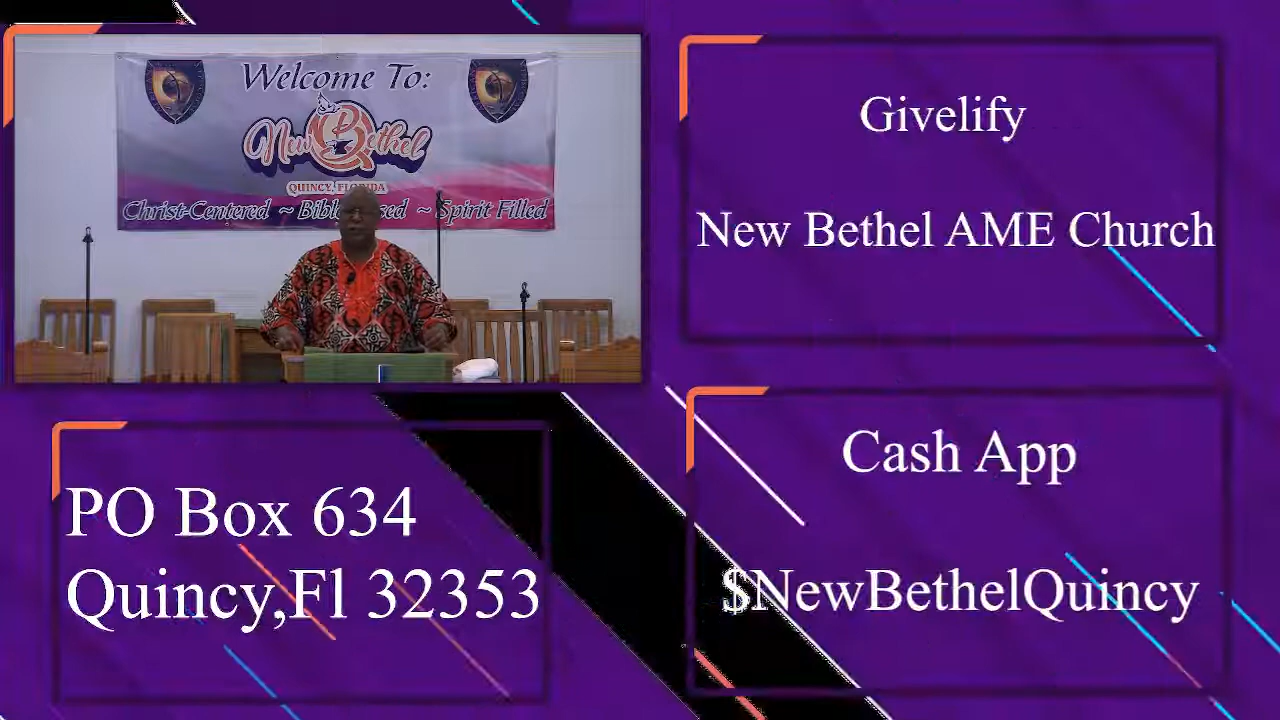 Welcome To:
New Bethel
QUINCY, FLORIDA
Christ-Centered ~ Bible Based ~ Spirit Filled
Givelify
New Bethel AME Church
PO Box 634
Quincy,Fl 32353
Cash App
$NewBethelQuincy